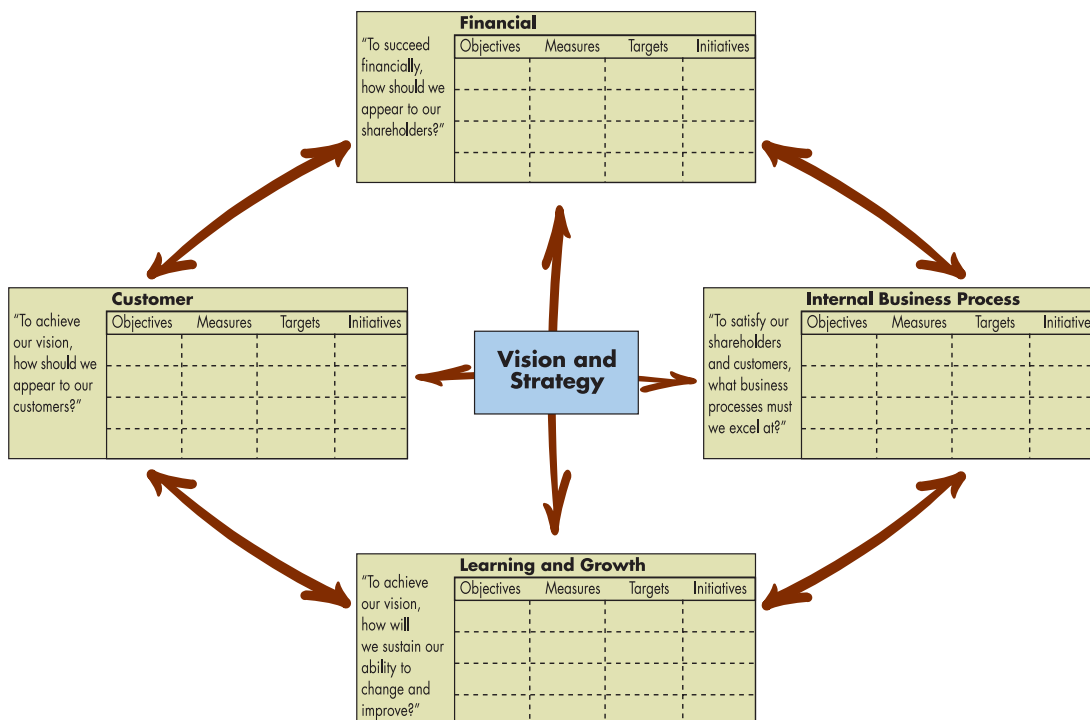 Financial
"To succeed
financially,
how should we
appear to our
shareholders?"
Objectives Measures Targets Initiatives
Customer
"To achieve
our vision,
how should we
appear to our
customers?"
Objectives Measures Targets Initiatives
Vision and
Strategy
Internal Business Process
"To satisfy our
shareholders
and customers,
what business
processes must
we excel at?"
Objectives Measures Targets Initiative
Learning and Growth
"To achieve
our vision,
how will
we sustain our
ability to
change and
improve?"
Objectives Measures Targets Initiatives